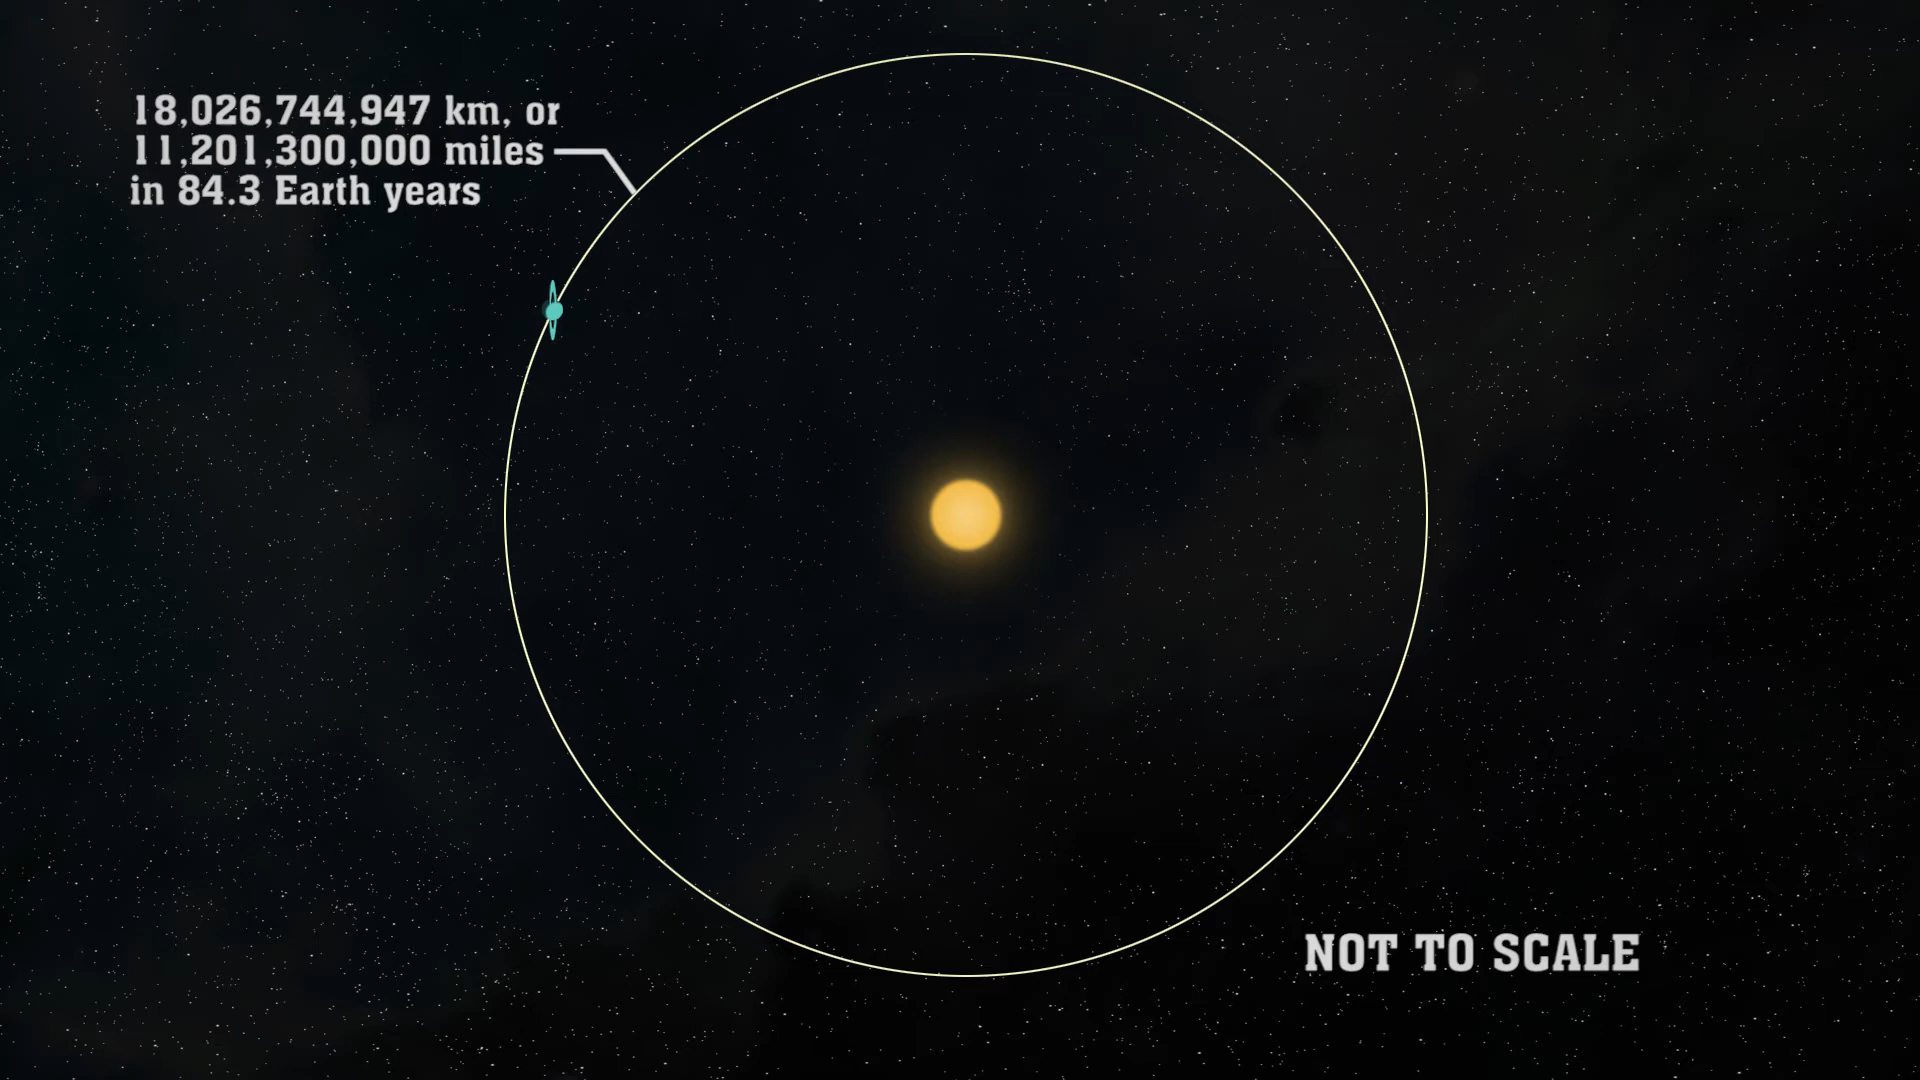 18,026,744,947 km, or
11,201,300,000 miles
in 84.3 Earth years
NOT TO SCALE